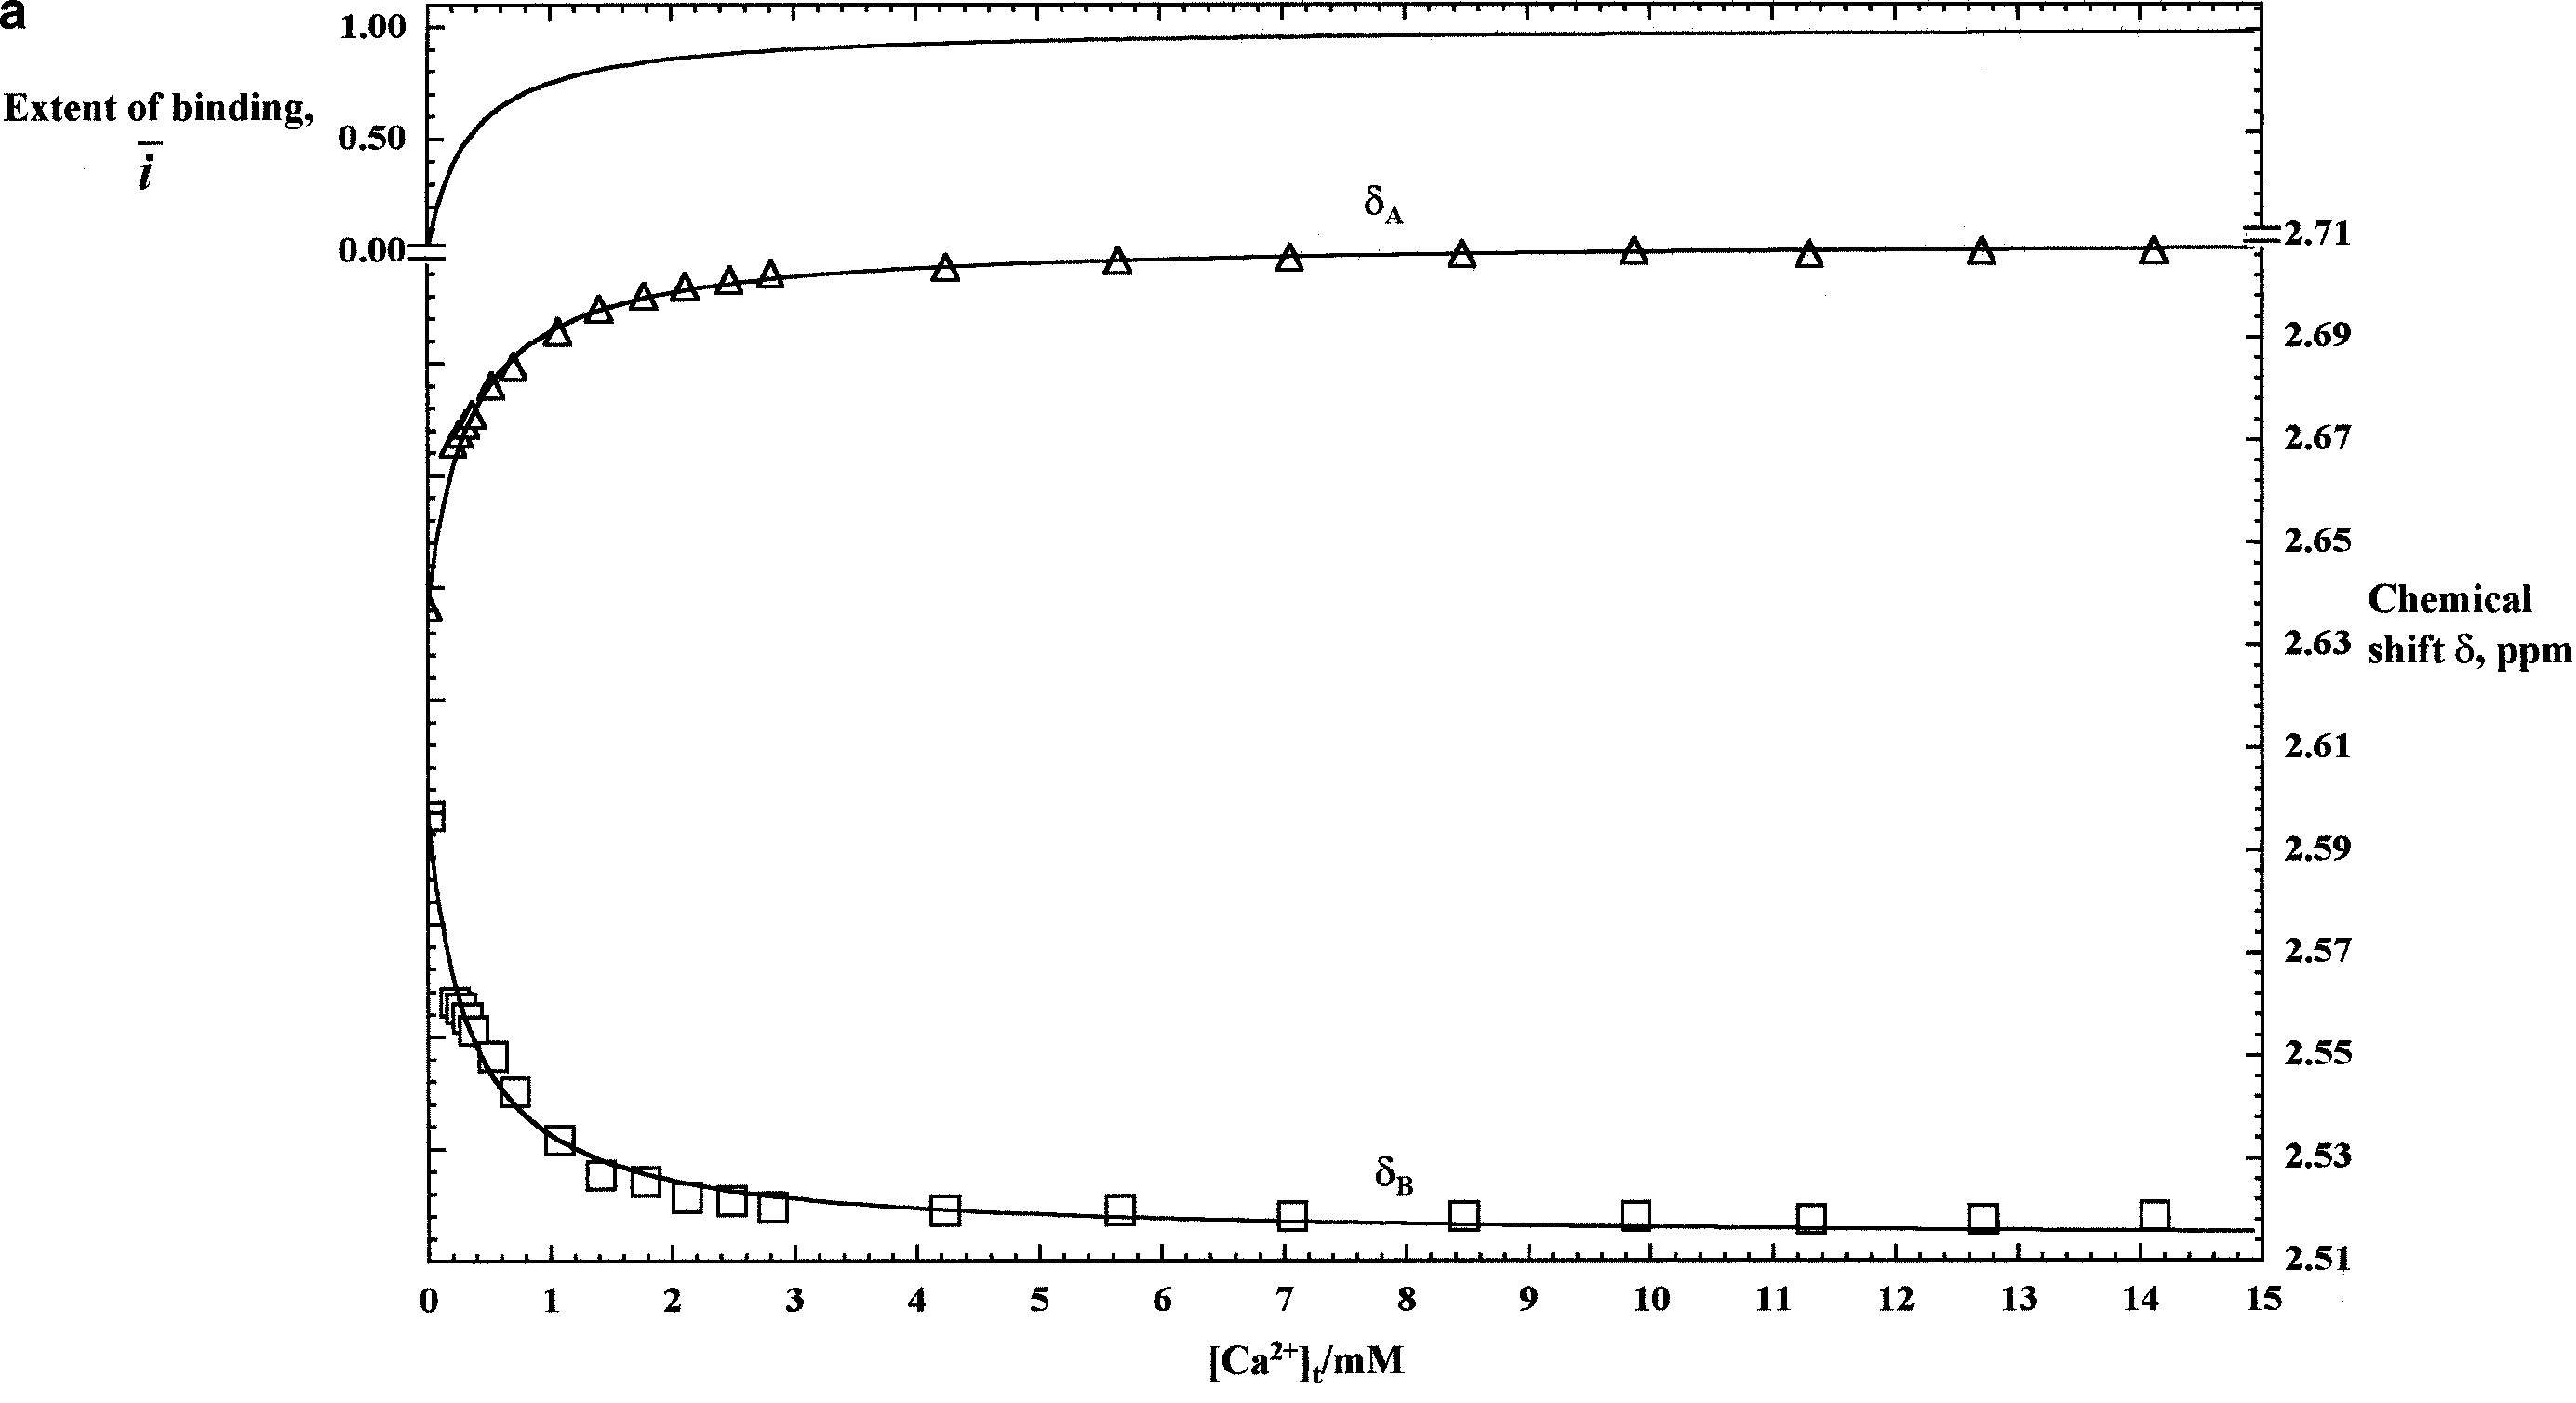 a
1.00
Extent of binding,
0.50
i
δA
0.00
2.71
2.69
2.67
2.65
Chemical
2.63
shift δ, ppm
2.61
2.59
2.57
2.55
2.53
δB
2.51
0 1 2 3 4 5 6 7 8 9 10 11 12 13 14 15
[Ca²⁺]t/mM